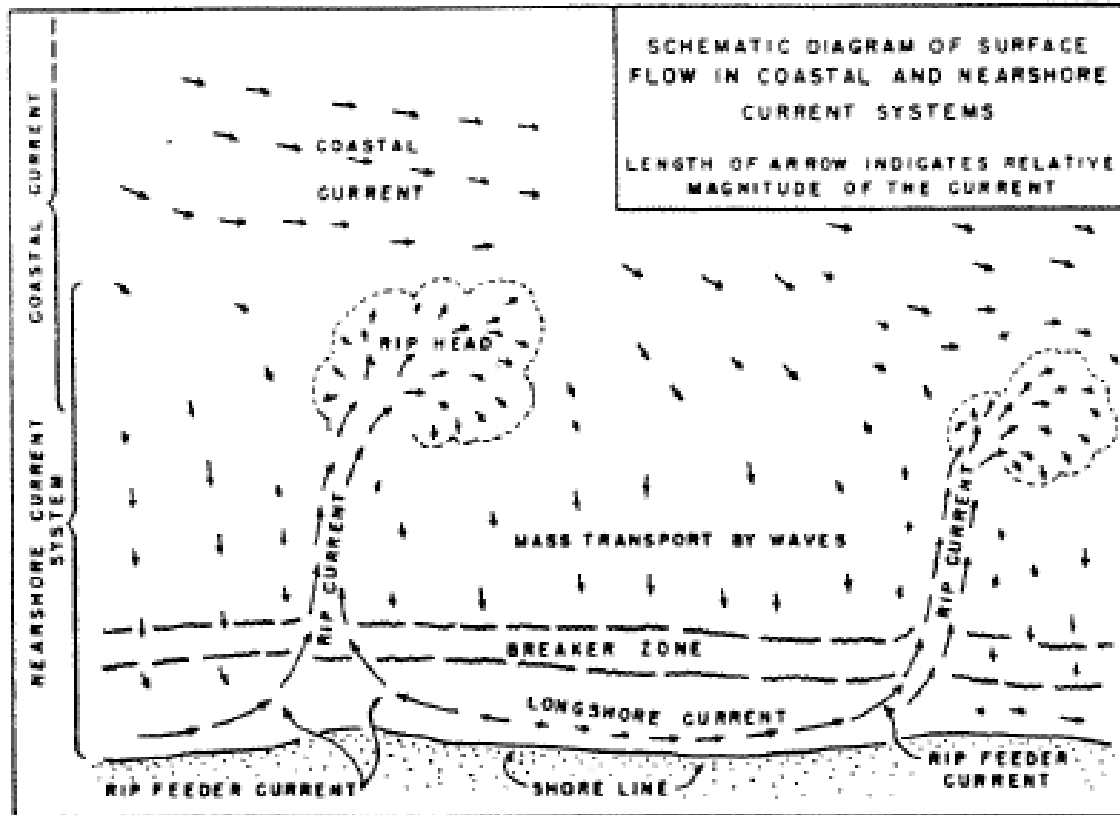 SCHEMATIC DIAGRAM OF SURFACE
FLOW IN COASTAL AND NEARSHORE
CURRENT SYSTEMS
LENGTH OF ARROW INDICATES RELATIVE
MAGNITUDE OF THE CURRENT
COASTAL CURRENT
NEARSHORE CURRENT
SYSTEM
COASTAL
CURRENT
RIP HEAD
RIP CURRENT
RIP CURRENT
MASS TRANSPORT BY WAVES
BREAKER ZONE
LONGSHORE CURRENT
RIP FEEDER CURRENT
SHORE LINE
RIP FEEDER
CURRENT